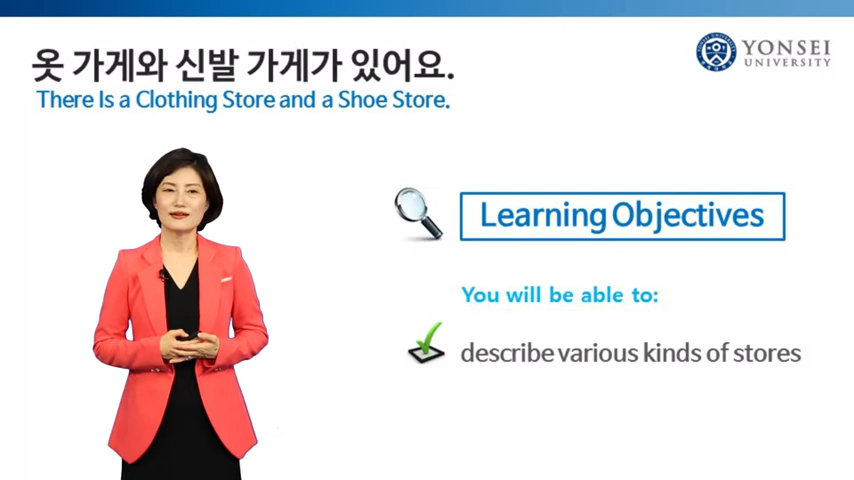 옷 가게와 신발 가게가 있어요.
There Is a Clothing Store and a Shoe Store.
YONSEI
UNIVERSITY
Learning Objectives
You will be able to:
describe various kinds of stores